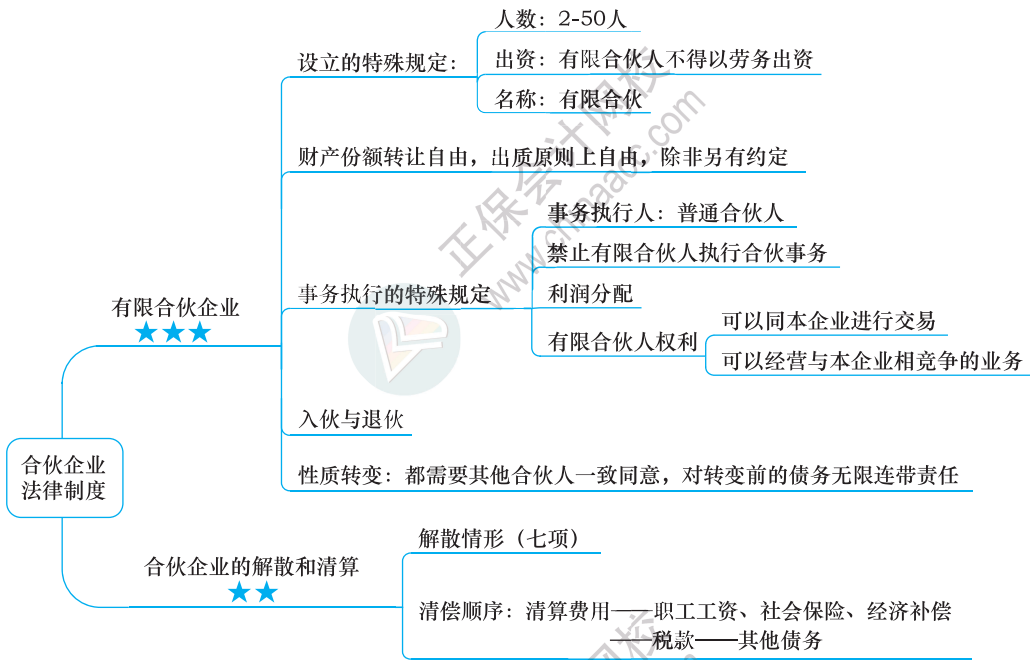 人数：2-50人
设立的特殊规定：
出资：有限合伙人不得以劳务出资
名称：有限合伙
财产份额转让自由，出质原则上自由，除非另有约定
事务执行人：普通合伙人
禁止有限合伙人执行合伙事务
事务执行的特殊规定
利润分配
有限合伙人权利
可以同本企业进行交易
可以经营与本企业相竞争的业务
有限合伙企业
★★★
入伙与退伙
合伙企业
法律制度
性质转变：都需要其他合伙人一致同意，对转变前的债务无限连带责任
解散情形（七项）
合伙企业的解散和清算
★★
清偿顺序：清算费用——职工工资、社会保险、经济补偿
——税款——其他债务
正保会计网校
www.chinaacc.com